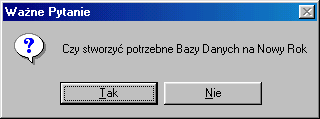 Ważne Pytanie
Czy stworzyć potrzebne Bazy Danych na Nowy Rok
Tak
Nie